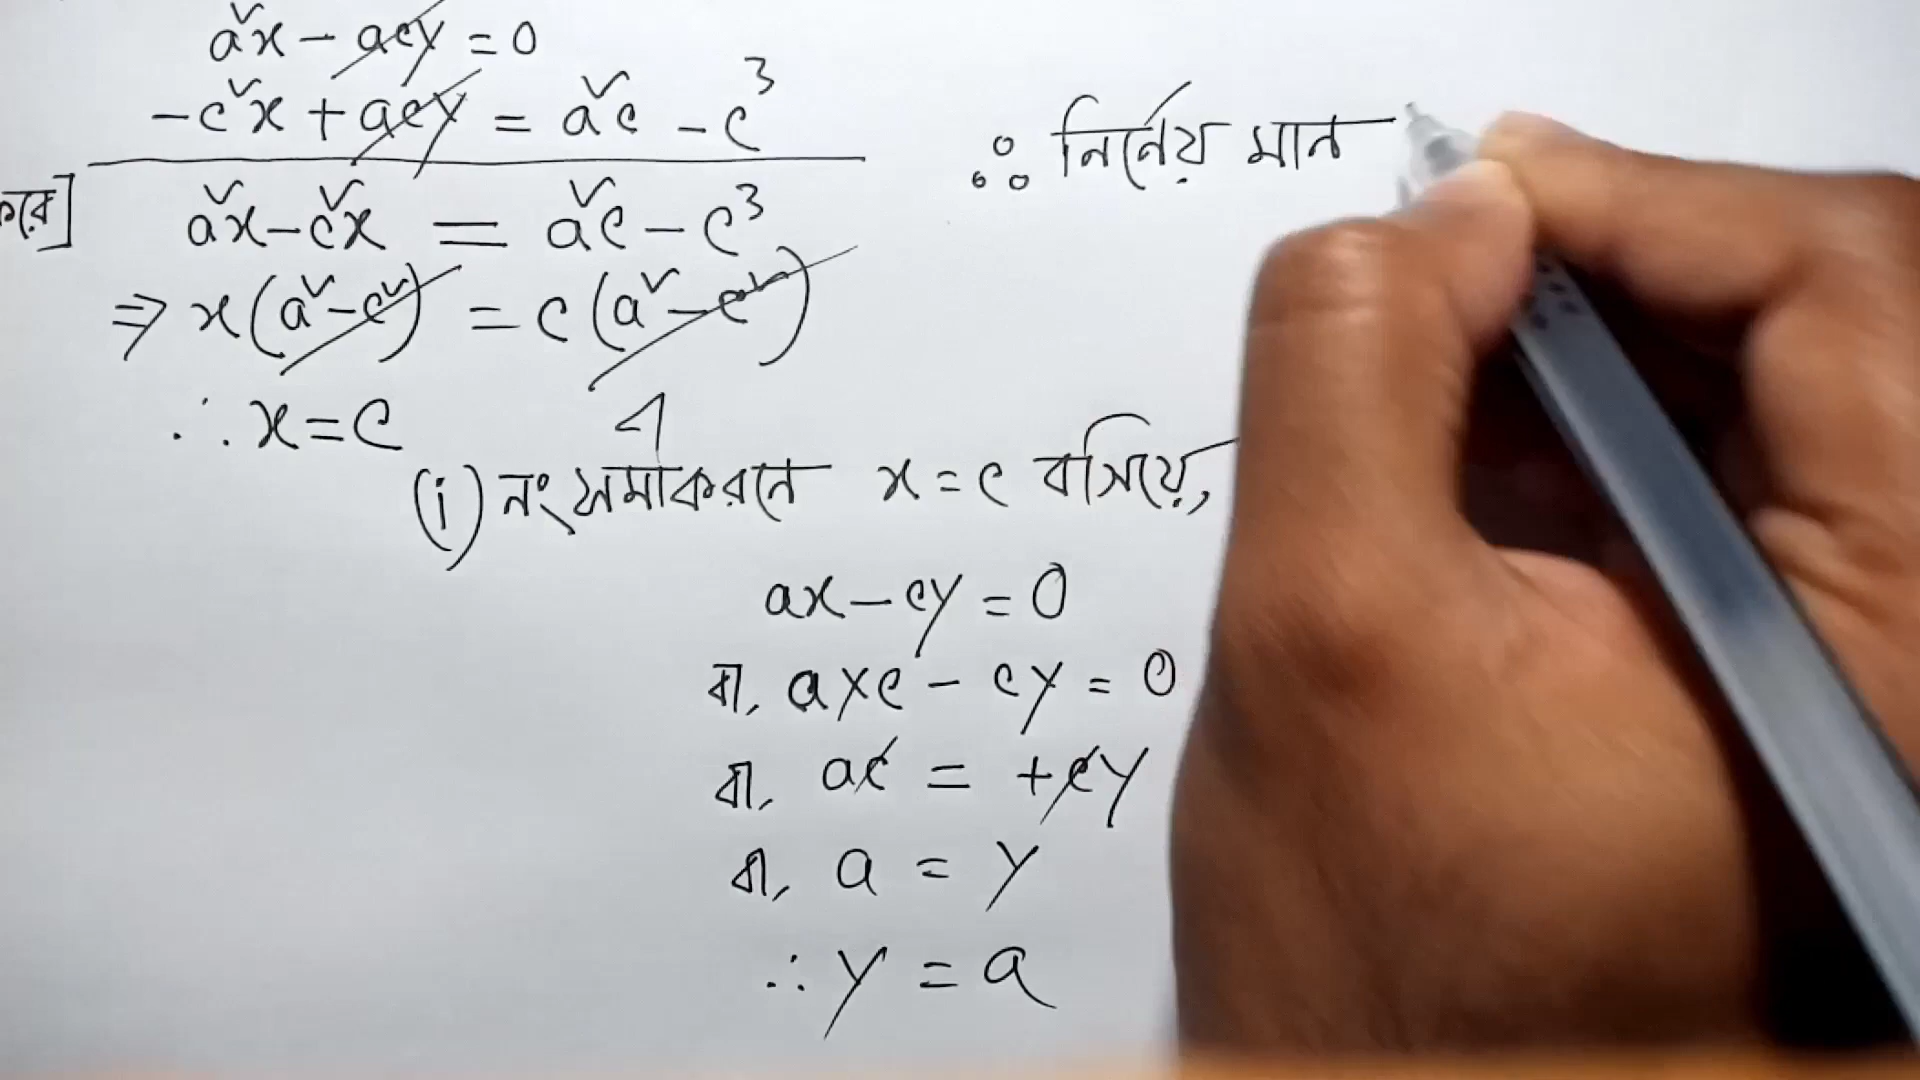 a²x - acy = 0
-c²x + acy = a²c - c³
করে]
a²x - c²x = a²c - c³
⇒ x(a² - c²) = c(a² - c²)
∴ x = c
(i) নং সমীকরনে x = c বসিয়ে,
ax - cy = 0
বা, a×c - cy = 0
বা, ac = +cy
বা, a = y
∴ y = a
∴ নির্নেয় মান